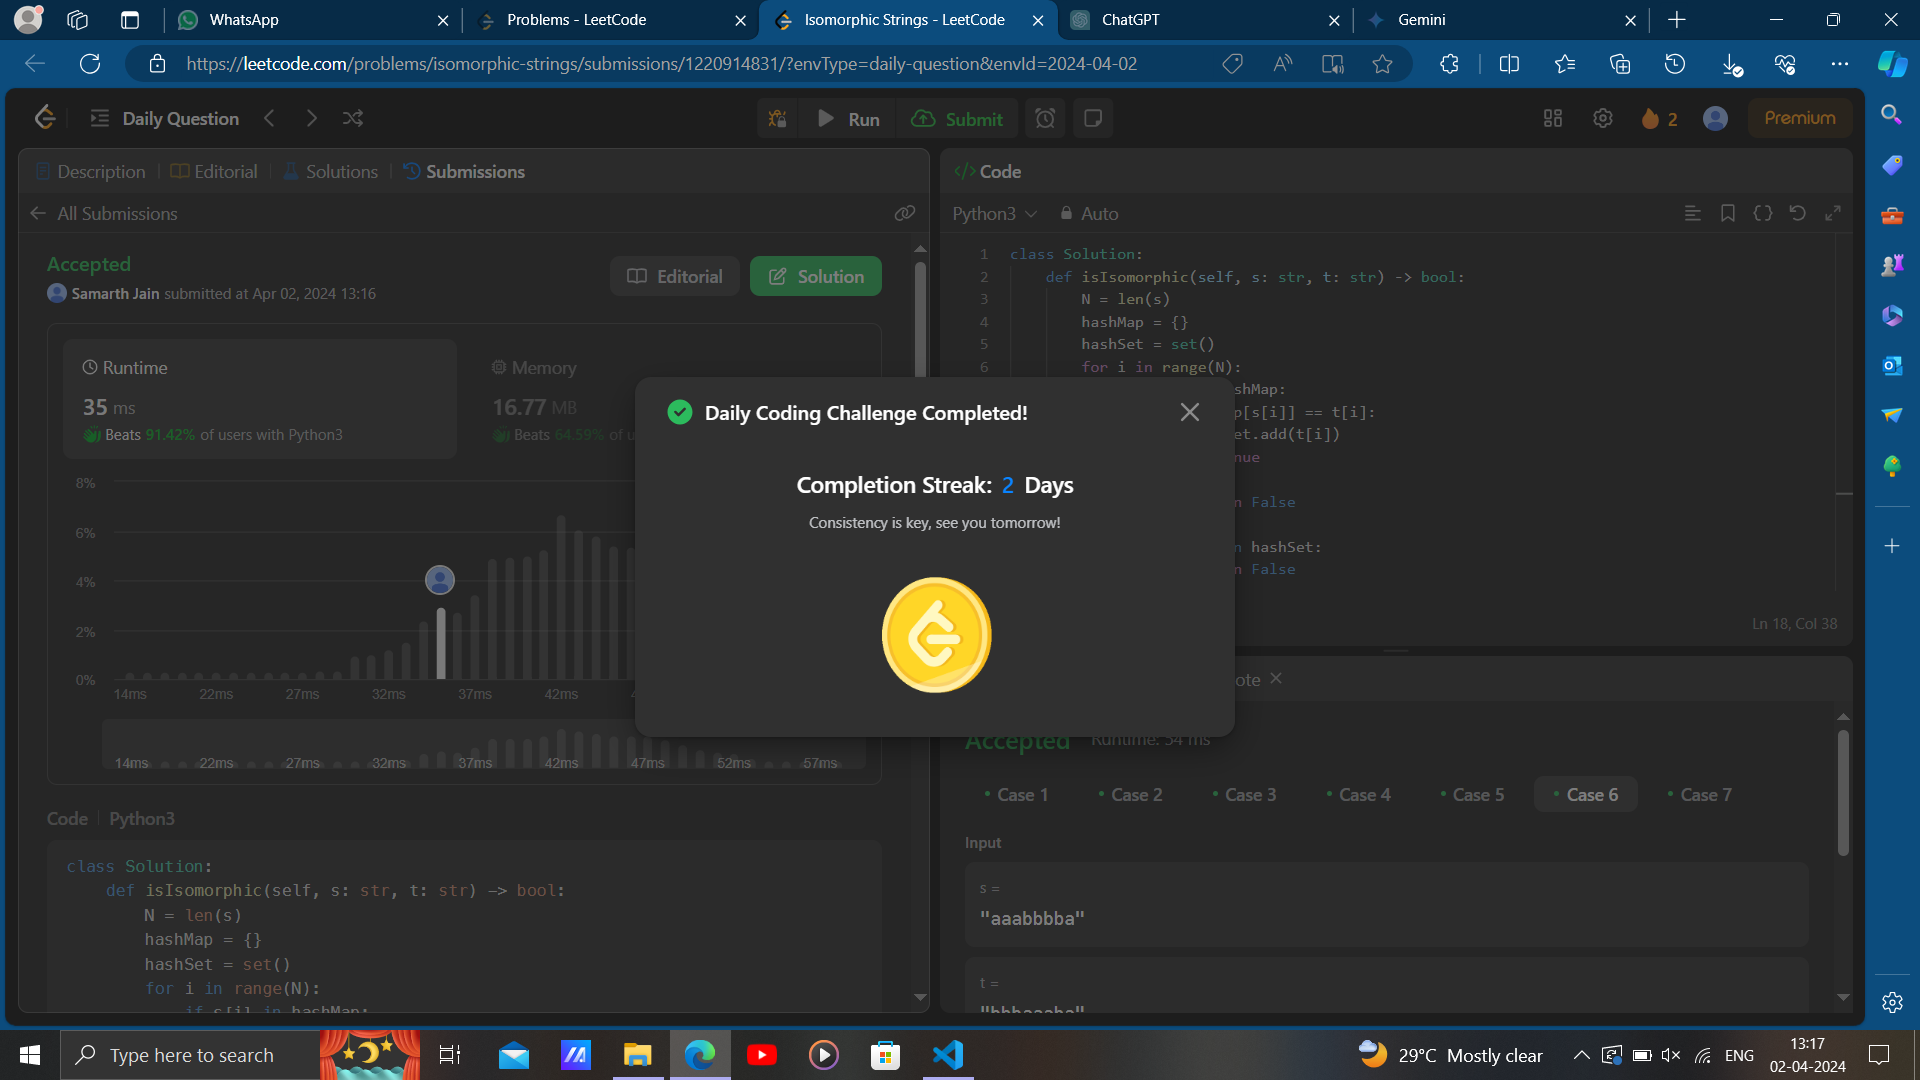 WhatsApp
Problems - LeetCode
Isomorphic Strings - LeetCode
ChatGPT
Gemini
https://leetcode.com/problems/isomorphic-strings/submissions/1220914831/?envType=daily-question&envId=2024-04-02
Daily Question
Run
Submit
2
Premium
Description
Editorial
Solutions
Submissions
All Submissions
Accepted
Samarth Jain submitted at Apr 02, 2024 13:16
Editorial
Solution
Runtime
35 ms
Beats 91.42% of users with Python3
Memory
16.77 MB
Beats 64.59% of u
8%
6%
4%
2%
0%
14ms 22ms 27ms 32ms 37ms 42ms
14ms 22ms 27ms 32ms 37ms 42ms 47ms 52ms 57ms
Code | Python3
class Solution:
def isIsomorphic(self, s: str, t: str) -> bool:
N = len(s)
hashMap = {}
hashSet = set()
for i in range(N):
if s[i] in hashMap:
Daily Coding Challenge Completed!
Completion Streak: 2 Days
Consistency is key, see you tomorrow!
</> Code
Python3
Auto
1 class Solution:
2 def isIsomorphic(self, s: str, t: str) -> bool:
3 N = len(s)
4 hashMap = {}
5 hashSet = set()
6 for i in range(N):
shMap:
p[s[i]] == t[i]:
et.add(t[i])
nue
n False
n hashSet:
n False
Ln 18, Col 38
ote
Accepted
Runtime: 54 ms
Case 1
Case 2
Case 3
Case 4
Case 5
Case 6
Case 7
Input
s =
"aaabbbba"
t =
Type here to search
29°C Mostly clear
ENG
13:17
02-04-2024